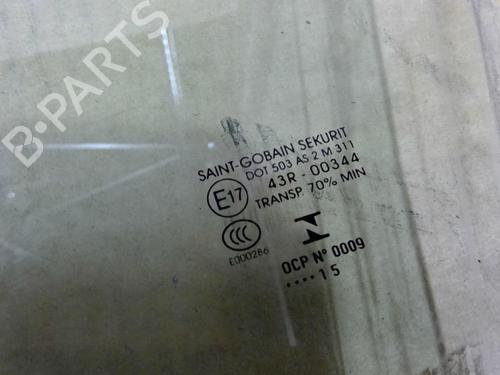 B-PARTS
SAINT-GOBAIN SEKURIT
DOT 503 AS 2 M 311
E17 43R - 00344
TRANSP. 70% MIN
CCC
E000286
OCP Nº 0009
.... 15